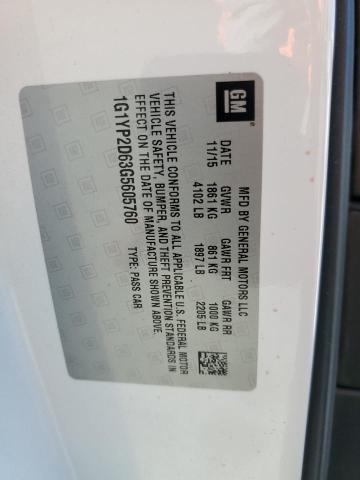 GM
MFD BY GENERAL MOTORS LLC
DATE GVWR GAWR FRT GAWR RR
11/15 1861 KG 861 KG 1000 KG
4102 LB 1897 LB 2205 LB
THIS VEHICLE CONFORMS TO ALL APPLICABLE U.S. FEDERAL MOTOR
VEHICLE SAFETY, BUMPER, AND THEFT PREVENTION STANDARDS IN
EFFECT ON THE DATE OF MANUFACTURE SHOWN ABOVE.
1G1YP2D63G5605760 TYPE: PASS CAR